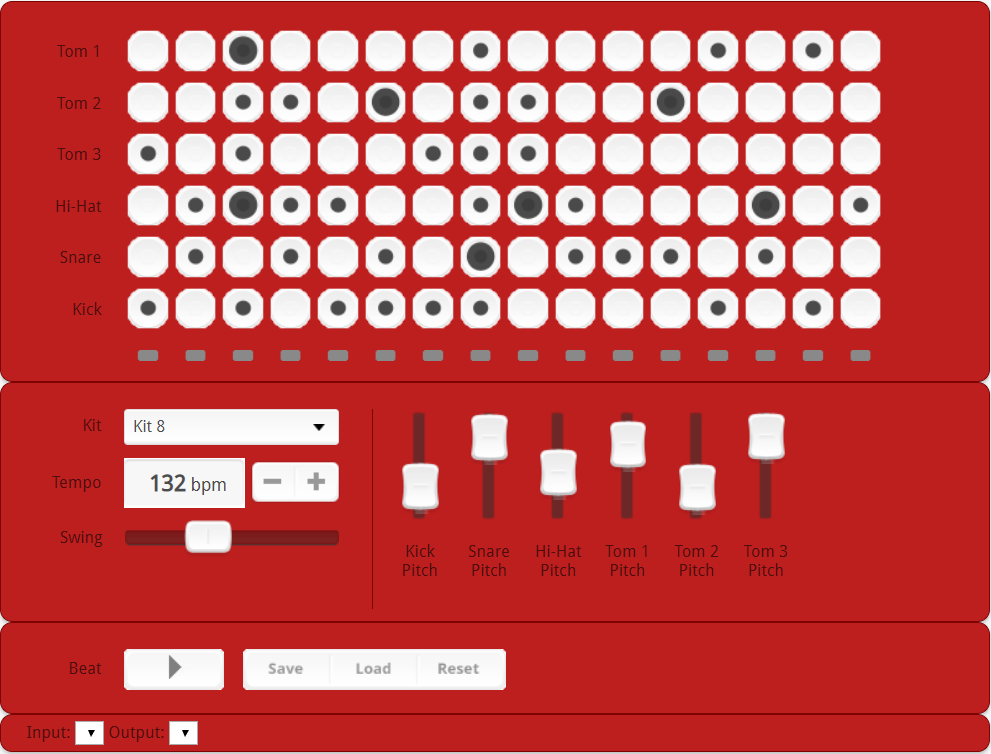 Tom 1
Tom 2
Tom 3
Hi-Hat
Snare
Kick
Kit
Kit 8
Tempo
132 bpm
Swing
Kick
Pitch
Snare
Pitch
Hi-Hat
Pitch
Tom 1
Pitch
Tom 2
Pitch
Tom 3
Pitch
Beat
Save
Load
Reset
Input:
Output: